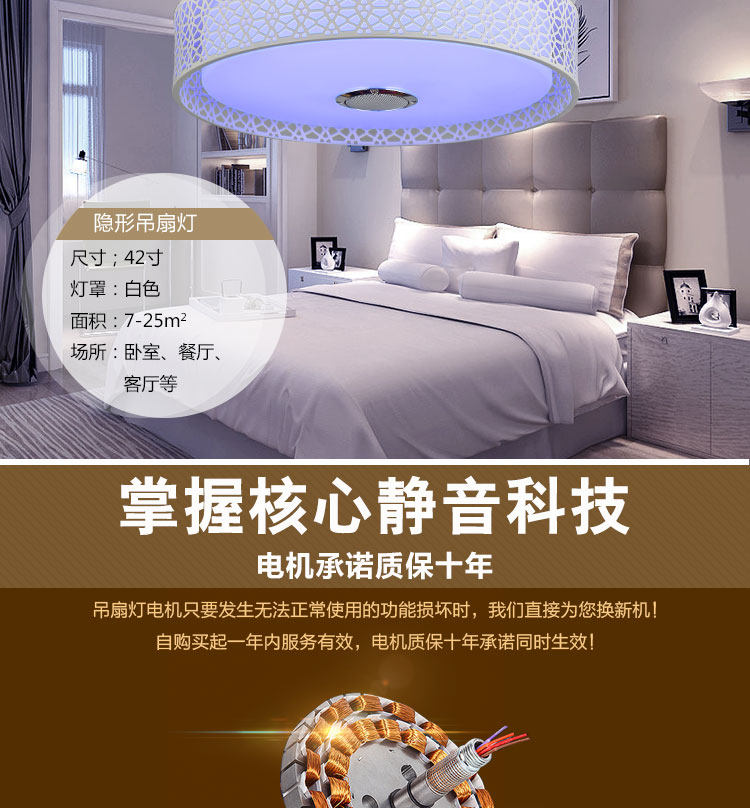 隐形吊扇灯
尺寸；42寸
灯罩：白色
面积：7-25m²
场所：卧室、餐厅、
客厅等
掌握核心静音科技
电机承诺质保十年
吊扇灯电机只要发生无法正常使用的功能损坏时，我们直接为您换新机！
自购买起一年内服务有效，电机质保十年承诺同时生效！